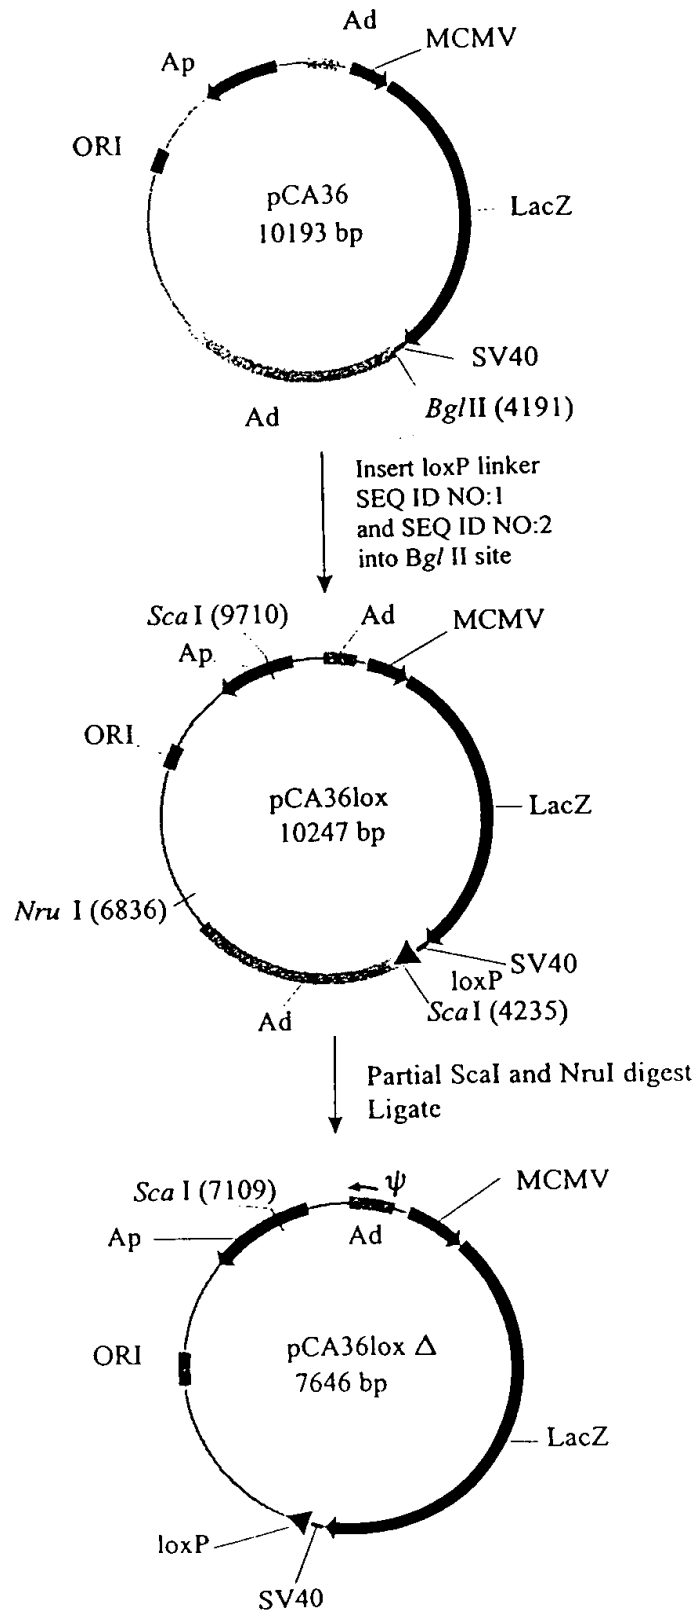 Ad
MCMV
Ap
ORI
pCA36
10193 bp
LacZ
SV40
BglII (4191)
Ad
Insert loxP linker
SEQ ID NO:1
and SEQ ID NO:2
into Bgl II site
Sca I (9710)
Ad
MCMV
Ap
ORI
pCA36lox
10247 bp
LacZ
Nru I (6836)
SV40
loxP
Sca I (4235)
Ad
Partial ScaI and NruI digest
Ligate
Sca I (7109)
ψ
MCMV
Ap
Ad
ORI
pCA36lox Δ
7646 bp
LacZ
loxP
SV40